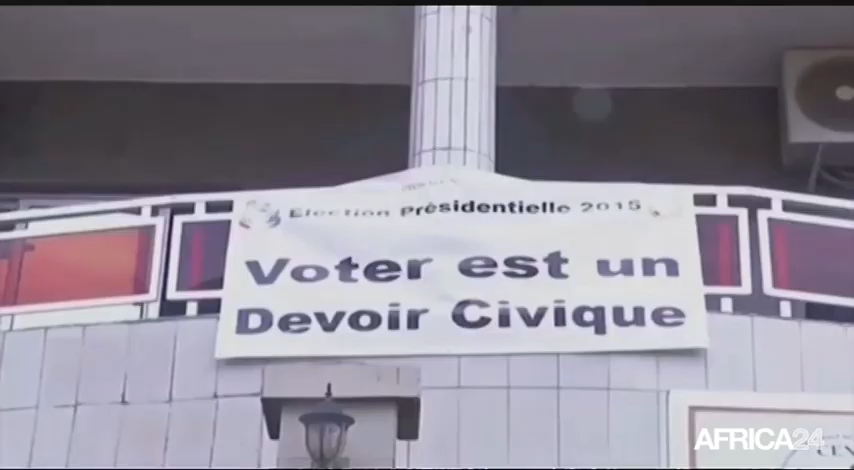 Election Présidentielle 2015
Voter est un
Devoir Civique
AFRICA24